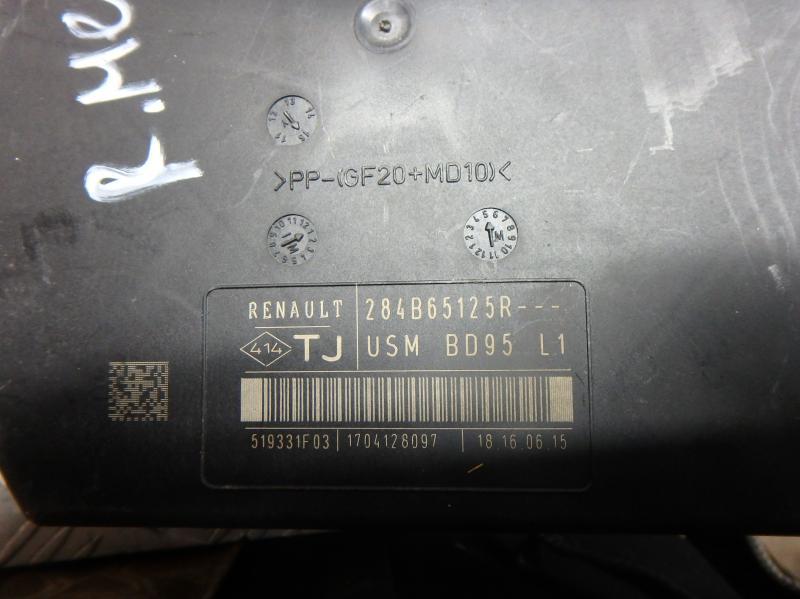 R.Me
>PP-(GF20+MD10)<
RENAULT 284B65125R---
414 TJ USM BD95 L1
519331F03 1704128097 18.16.06.15